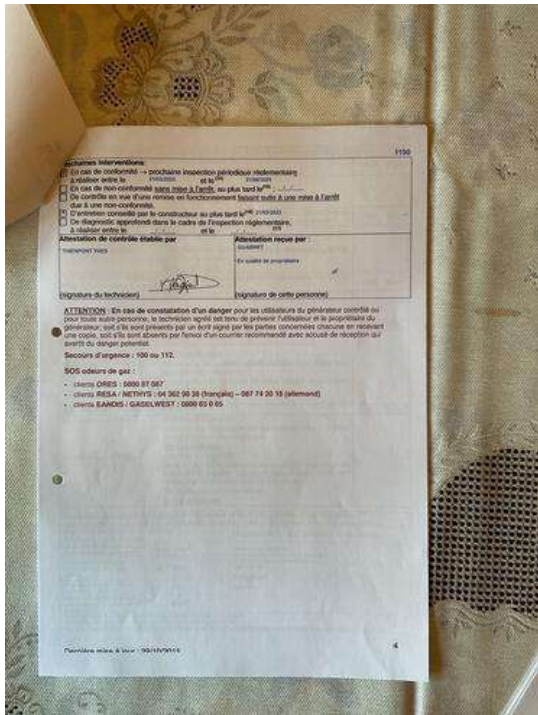 1150
Prochaines interventions:
En cas de conformité → prochaine inspection périodique réglementaire
à réaliser entre le et le
En cas de non-conformité sans mise à l'arrêt, au plus tard le
De contrôle en vue d'une remise en fonctionnement faisant suite à une mise à l'arrêt
due à une non-conformité.
D'entretien conseillé par le constructeur au plus tard le
De diagnostic approfondi dans le cadre de l'inspection réglementaire,
à réaliser entre le et le
Attestation de contrôle établie par Attestation reçue par :
THIENPONT YVES
En qualité de propriétaire
(signature du technicien) (signature de cette personne)
ATTENTION : En cas de constatation d'un danger pour les utilisateurs du générateur contrôlé ou
pour toute autre personne, le technicien agréé est tenu de prévenir l'utilisateur et le propriétaire du
générateur, soit s'ils sont présents par un écrit signé par les parties concernées chacune en recevant
une copie, soit s'ils sont absents par l'envoi d'un courrier recommandé avec accusé de réception qui
avertit du danger potentiel.
Secours d'urgence : 100 ou 112.
SOS odeurs de gaz :
- clients ORES : 0800 87 087
- clients RESA / NETHYS : 04 362 98 38 (français) – 087 74 20 18 (allemand)
- clients EANDIS / GASELWEST : 0800 65 0 65
Dernière mise à jour : 29/10/2015
4